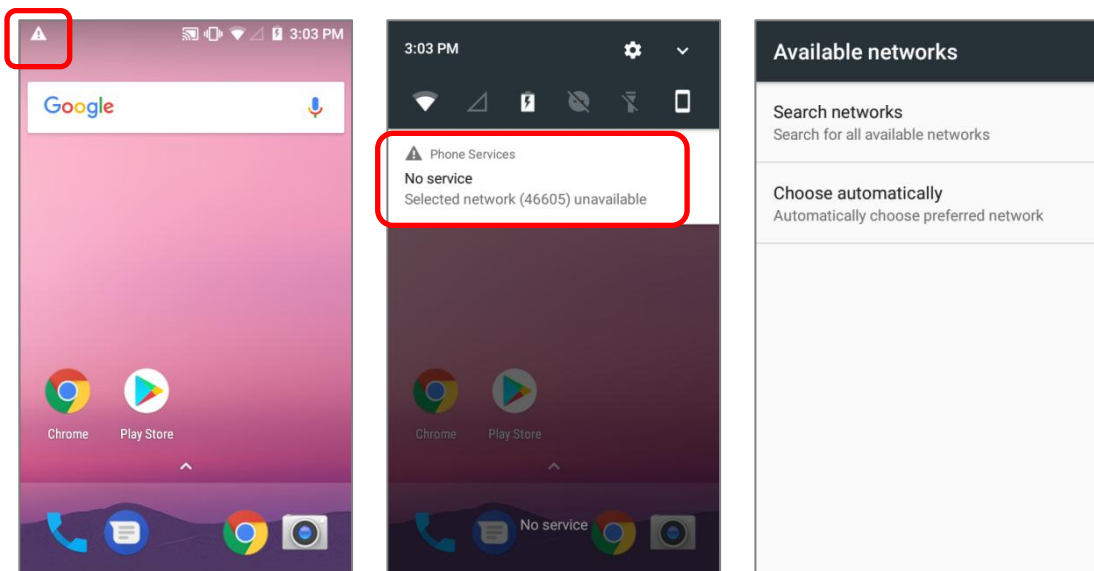 3:03 PM
Google
Chrome
Play Store
3:03 PM
Phone Services
No service
Selected network (46605) unavailable
Chrome
Play Store
No service
Available networks
Search networks
Search for all available networks
Choose automatically
Automatically choose preferred network